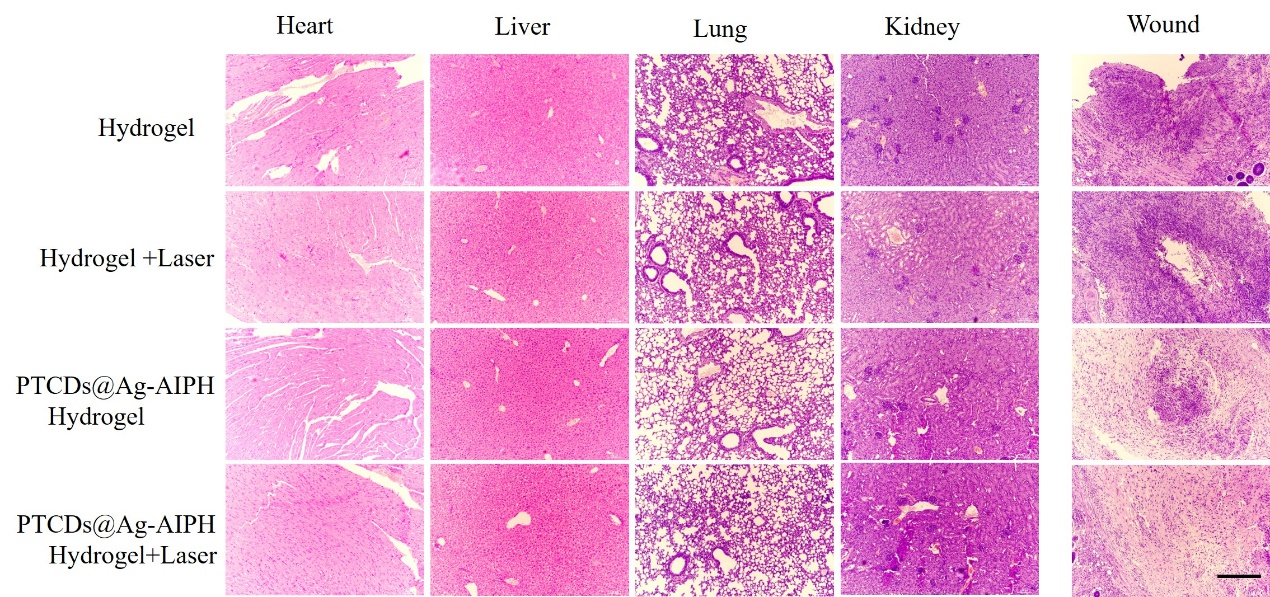 Heart Liver Lung Kidney Wound
Hydrogel
Hydrogel +Laser
PTCDs@Ag-AIPH
Hydrogel
PTCDs@Ag-AIPH
Hydrogel+Laser